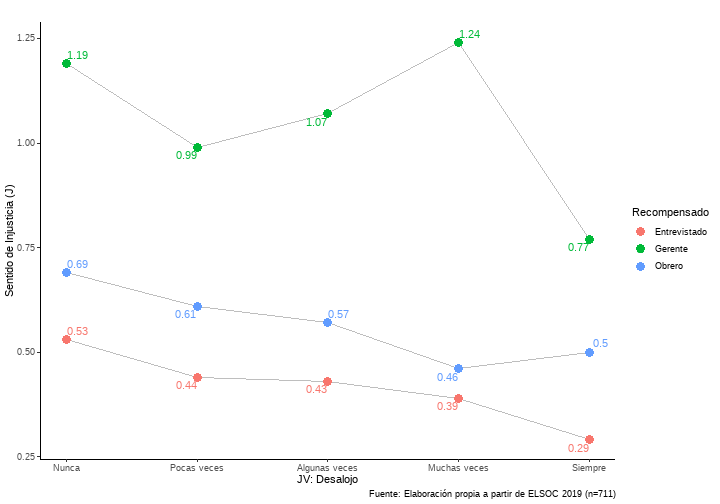 1.25
1.00
0.75
0.50
0.25
Sentido de Injusticia (J)
1.19
0.99
1.07
1.24
0.77
0.69
0.61
0.57
0.46
0.5
0.53
0.44
0.43
0.39
0.29
Nunca
Pocas veces
Algunas veces
Muchas veces
Siempre
JV: Desalojo
Recompensado
Entrevistado
Gerente
Obrero
Fuente: Elaboración propia a partir de ELSOC 2019 (n=711)